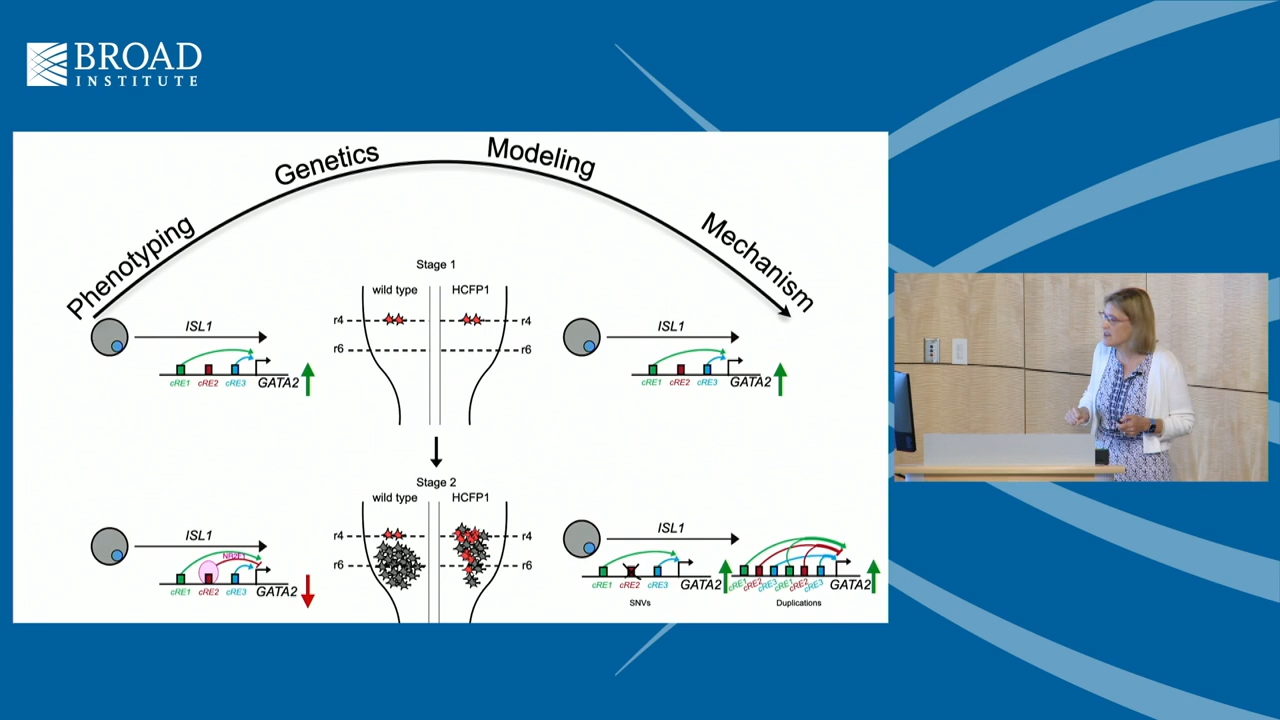 BROAD
INSTITUTE
Phenotyping
Genetics
Modeling
Mechanism
Stage 1
wild type
HCFP1
r4
r4
r6
r6
ISL1
cRE1 cRE2 cRE3 GATA2
ISL1
cRE1 cRE2 cRE3 GATA2
Stage 2
wild type
HCFP1
r4
r4
r6
r6
ISL1
NR2F1
cRE1 cRE2 cRE3 GATA2
ISL1
cRE1 cRE2 cRE3 GATA2
SNVs
cRE1 cRE2 cRE3 cRE1 cRE2 cRE3 GATA2
Duplications